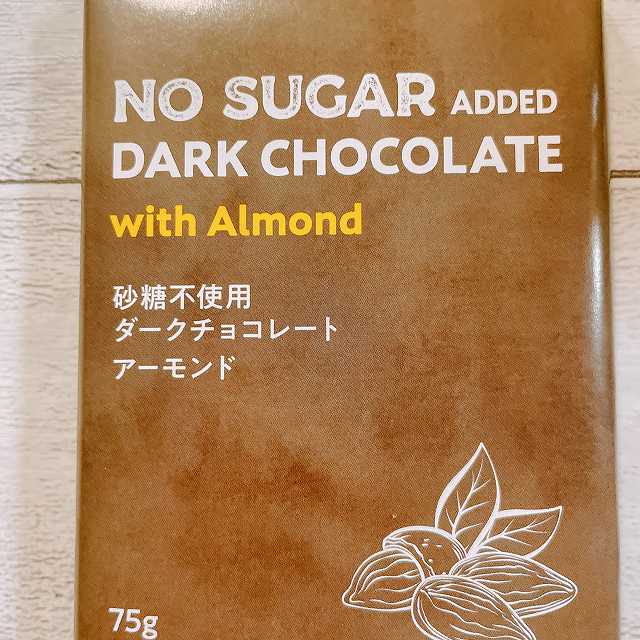 NO SUGAR ADDED
DARK CHOCOLATE
with Almond
砂糖不使用
ダークチョコレート
アーモンド
75g